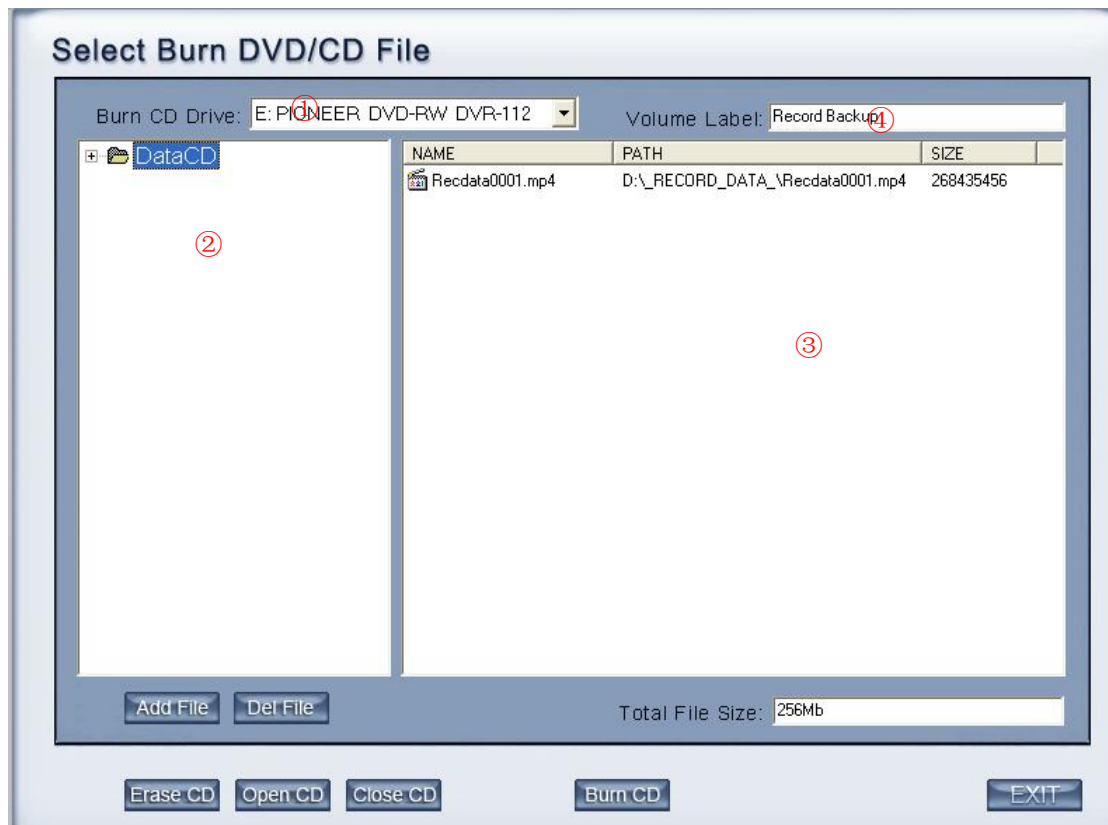 Select Burn DVD/CD File
Burn CD Drive: E: PIONEER DVD-RW DVR-112 ①
Volume Label: Record Backup ④
DataCD
②
NAME PATH SIZE
Recdata0001.mp4 D:\_RECORD_DATA_\Recdata0001.mp4 268435456
③
Add File Del File
Total File Size: 256Mb
Erase CD Open CD Close CD Burn CD EXIT